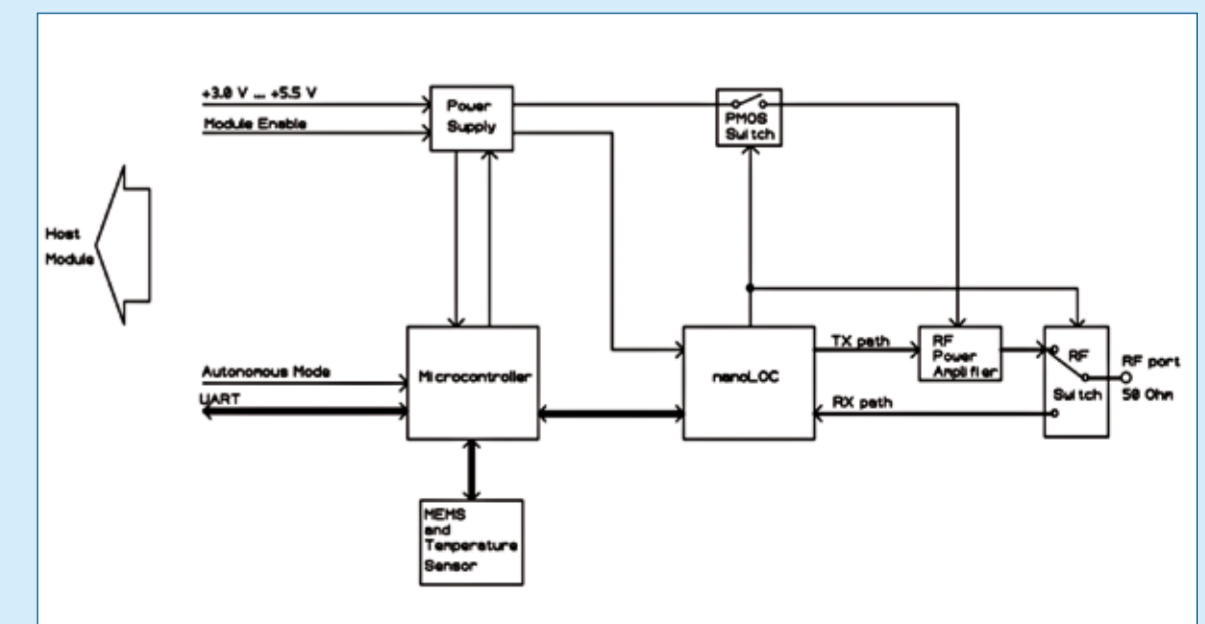 +3.0 V ... +5.5 V
Module Enable
Power
Supply
PMOS
Switch
Host
Module
Autonomous Mode
UART
Microcontroller
nanoLOC
TX path
RX path
RF
Power
Amplifier
RF
Switch
RF port
50 Ohm
MEMS
and
Temperature
Sensor